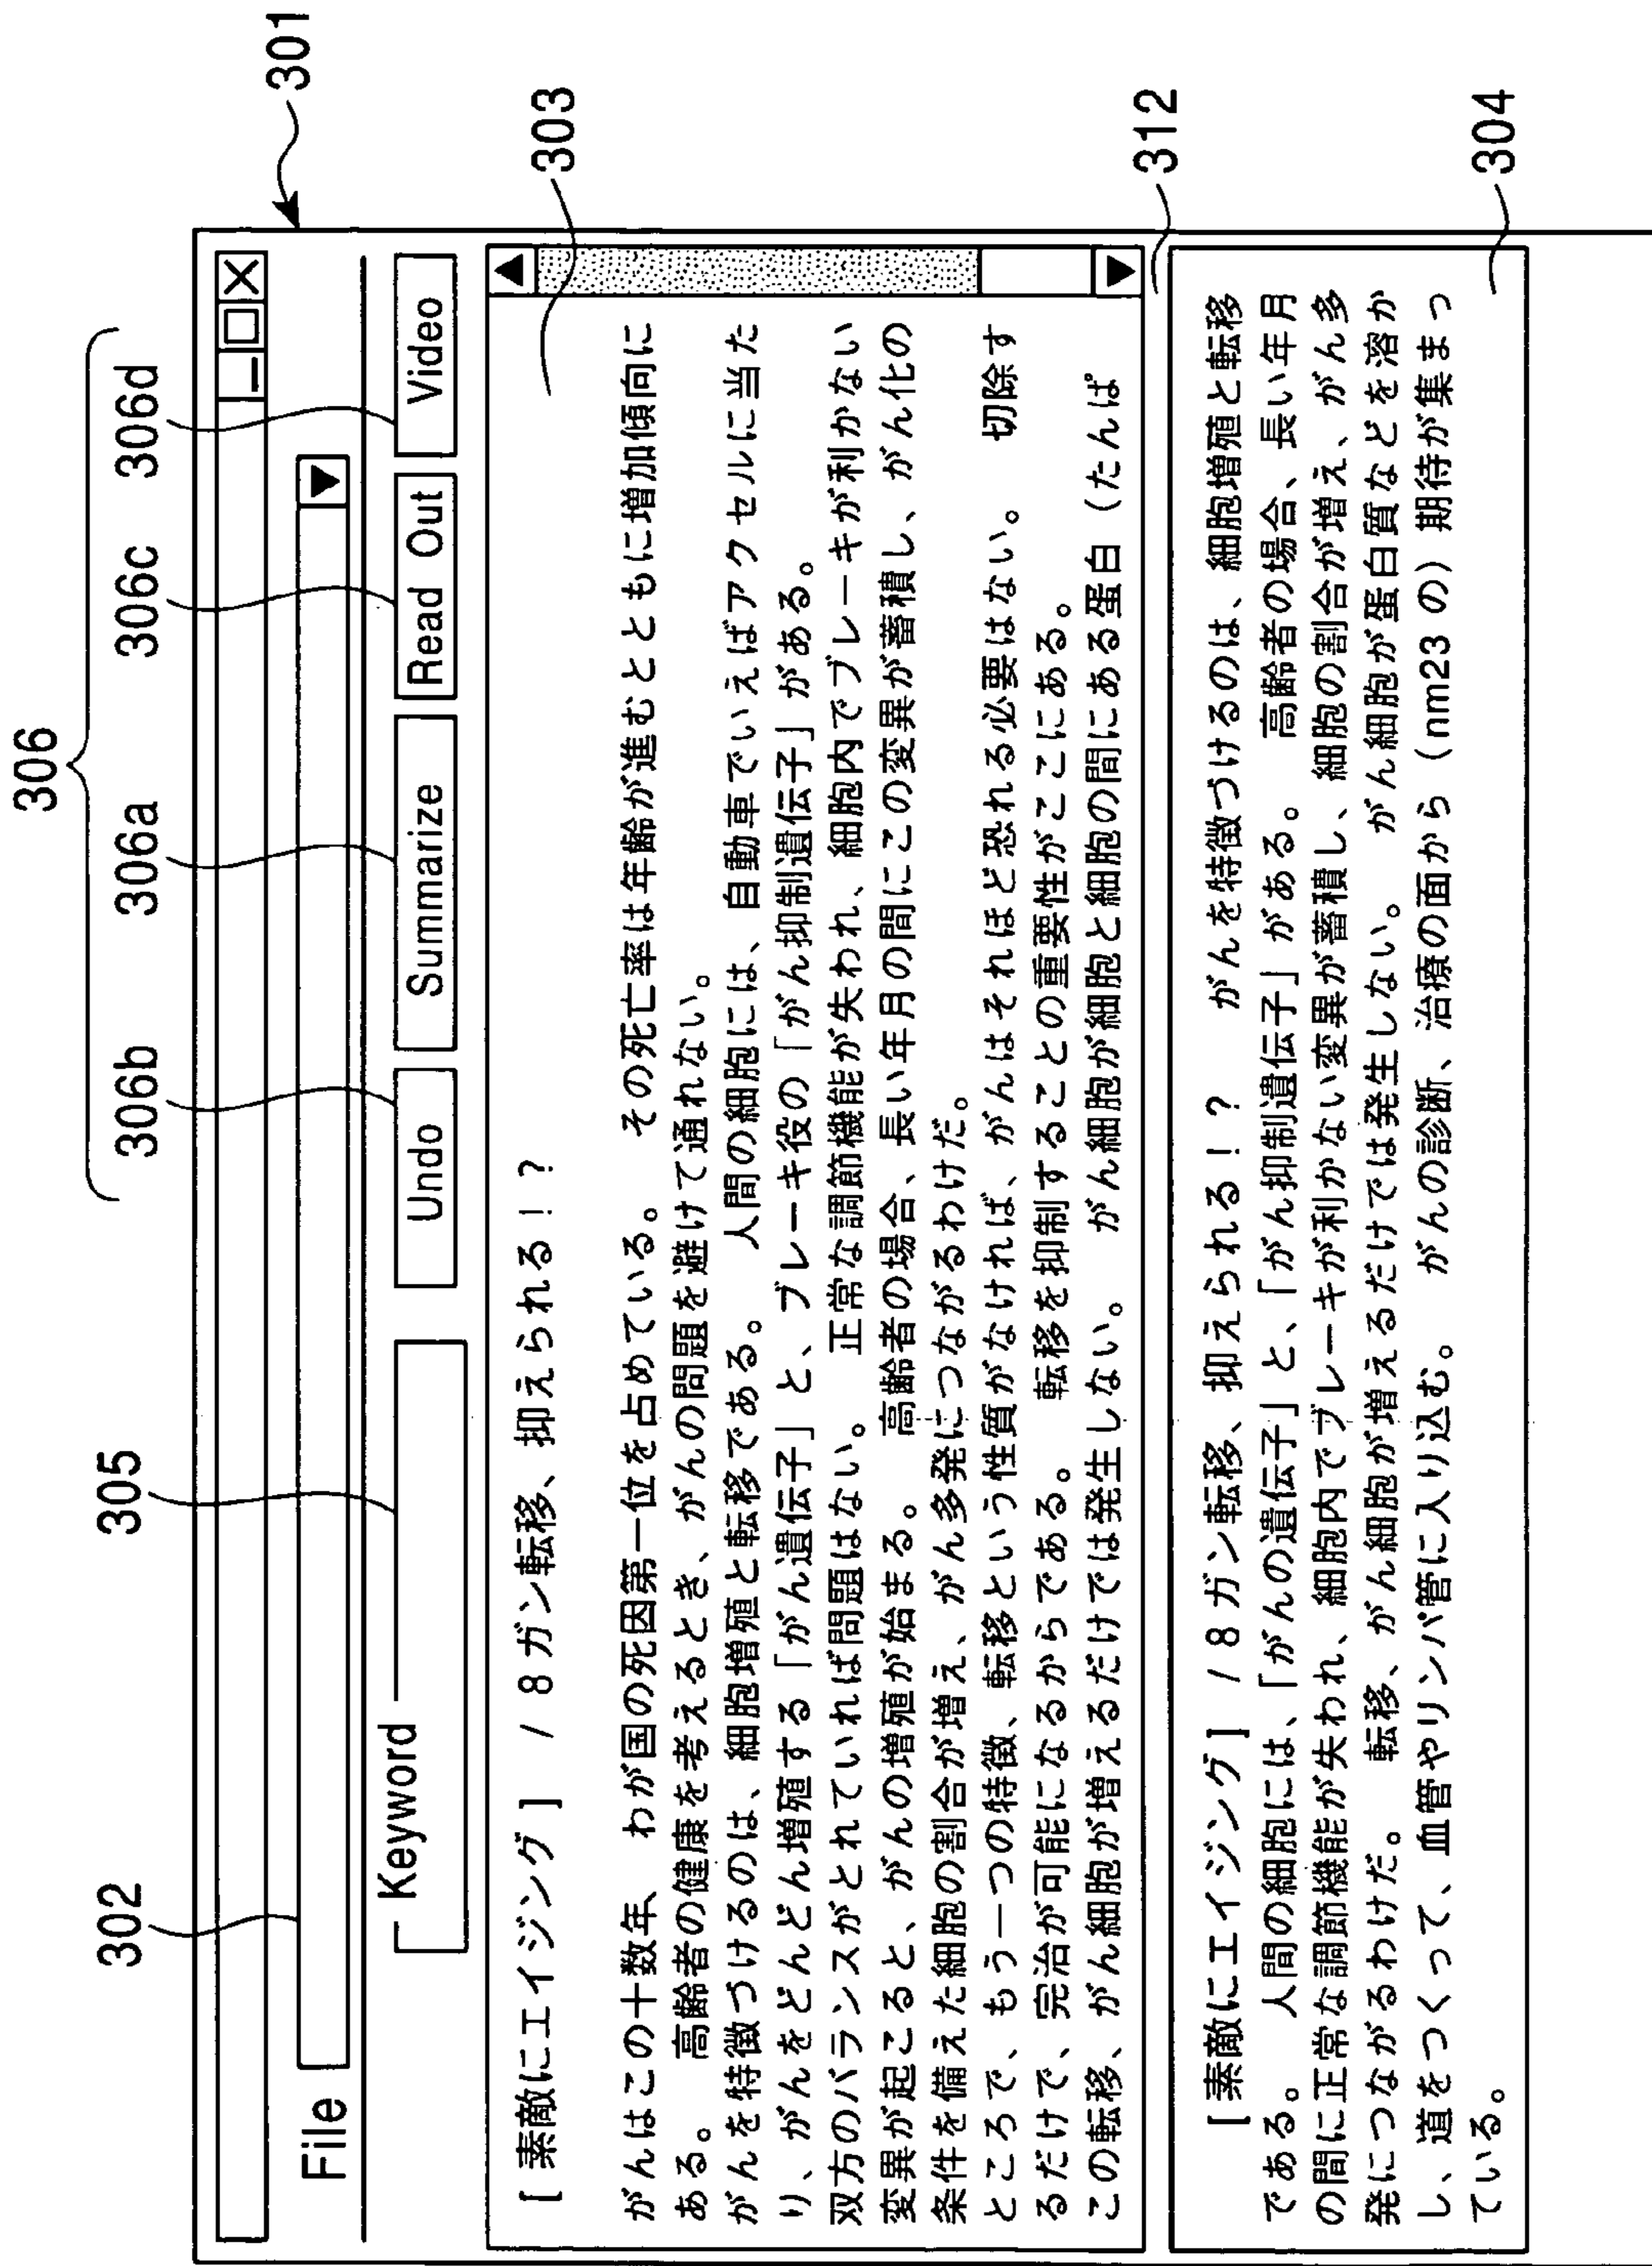 306
306b 306a 306c 306d
302 305
301
File
Keyword
Undo Summarize Read Out Video
303
[素敵にエイジング] /8ガン転移、抑えられる!?
がんはこの十数年、わが国の死因第一位を占めている。 その死亡率は年齢が進むとともに増加傾向に
ある。 高齢者の健康を考えるとき、がんの問題を避けて通れない。
がんを特徴づけるのは、細胞増殖と転移である。 人間の細胞には、自動車でいえばアクセルに当た
り、がんをどんどん増殖する「がん遺伝子」と、ブレーキ役の「がん抑制遺伝子」がある。
双方のバランスがとれていれば問題はない。 正常な調節機能が失われ、細胞内でブレーキが利かない
変異が起こると、がんの増殖が始まる。 高齢者の場合、長い年月の間にこの変異が蓄積し、がん化の
条件を備えた細胞の割合が増え、がん多発につながるわけだ。
ところで、もう一つの特徴、転移という性質がなければ、がんはそれほど恐れる必要はない。 切除す
るだけで、完治が可能になるからである。 転移を抑制することの重要性がここにある。
この転移、がん細胞が増えるだけでは発生しない。 がん細胞が細胞と細胞の間にある蛋白(たんぱ
312
[素敵にエイジング] /8ガン転移、抑えられる!? がんを特徴づけるのは、細胞増殖と転移
である。 人間の細胞には、「がんの遺伝子」と、「がん抑制遺伝子」がある。 高齢者の場合、長い年月
の間に正常な調節機能が失われ、細胞内でブレーキが利かない変異が蓄積し、細胞の割合が増え、がん多
発につながるわけだ。 転移、がん細胞が増えるだけでは発生しない。 がん細胞が蛋白質などを溶か
し、道をつくって、血管やリンパ管に入り込む。 がんの診断、治療の面から(nm23の)期待が集まっ
ている。
304